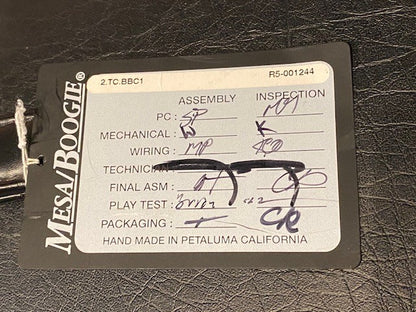 MESA/BOOGIE®
2.TC.BBC1 R5-001244
ASSEMBLY INSPECTION
PC:
MECHANICAL: K
WIRING: MP
TECHNICIAN
FINAL ASM:
PLAY TEST:
PACKAGING:
HAND MADE IN PETALUMA CALIFORNIA